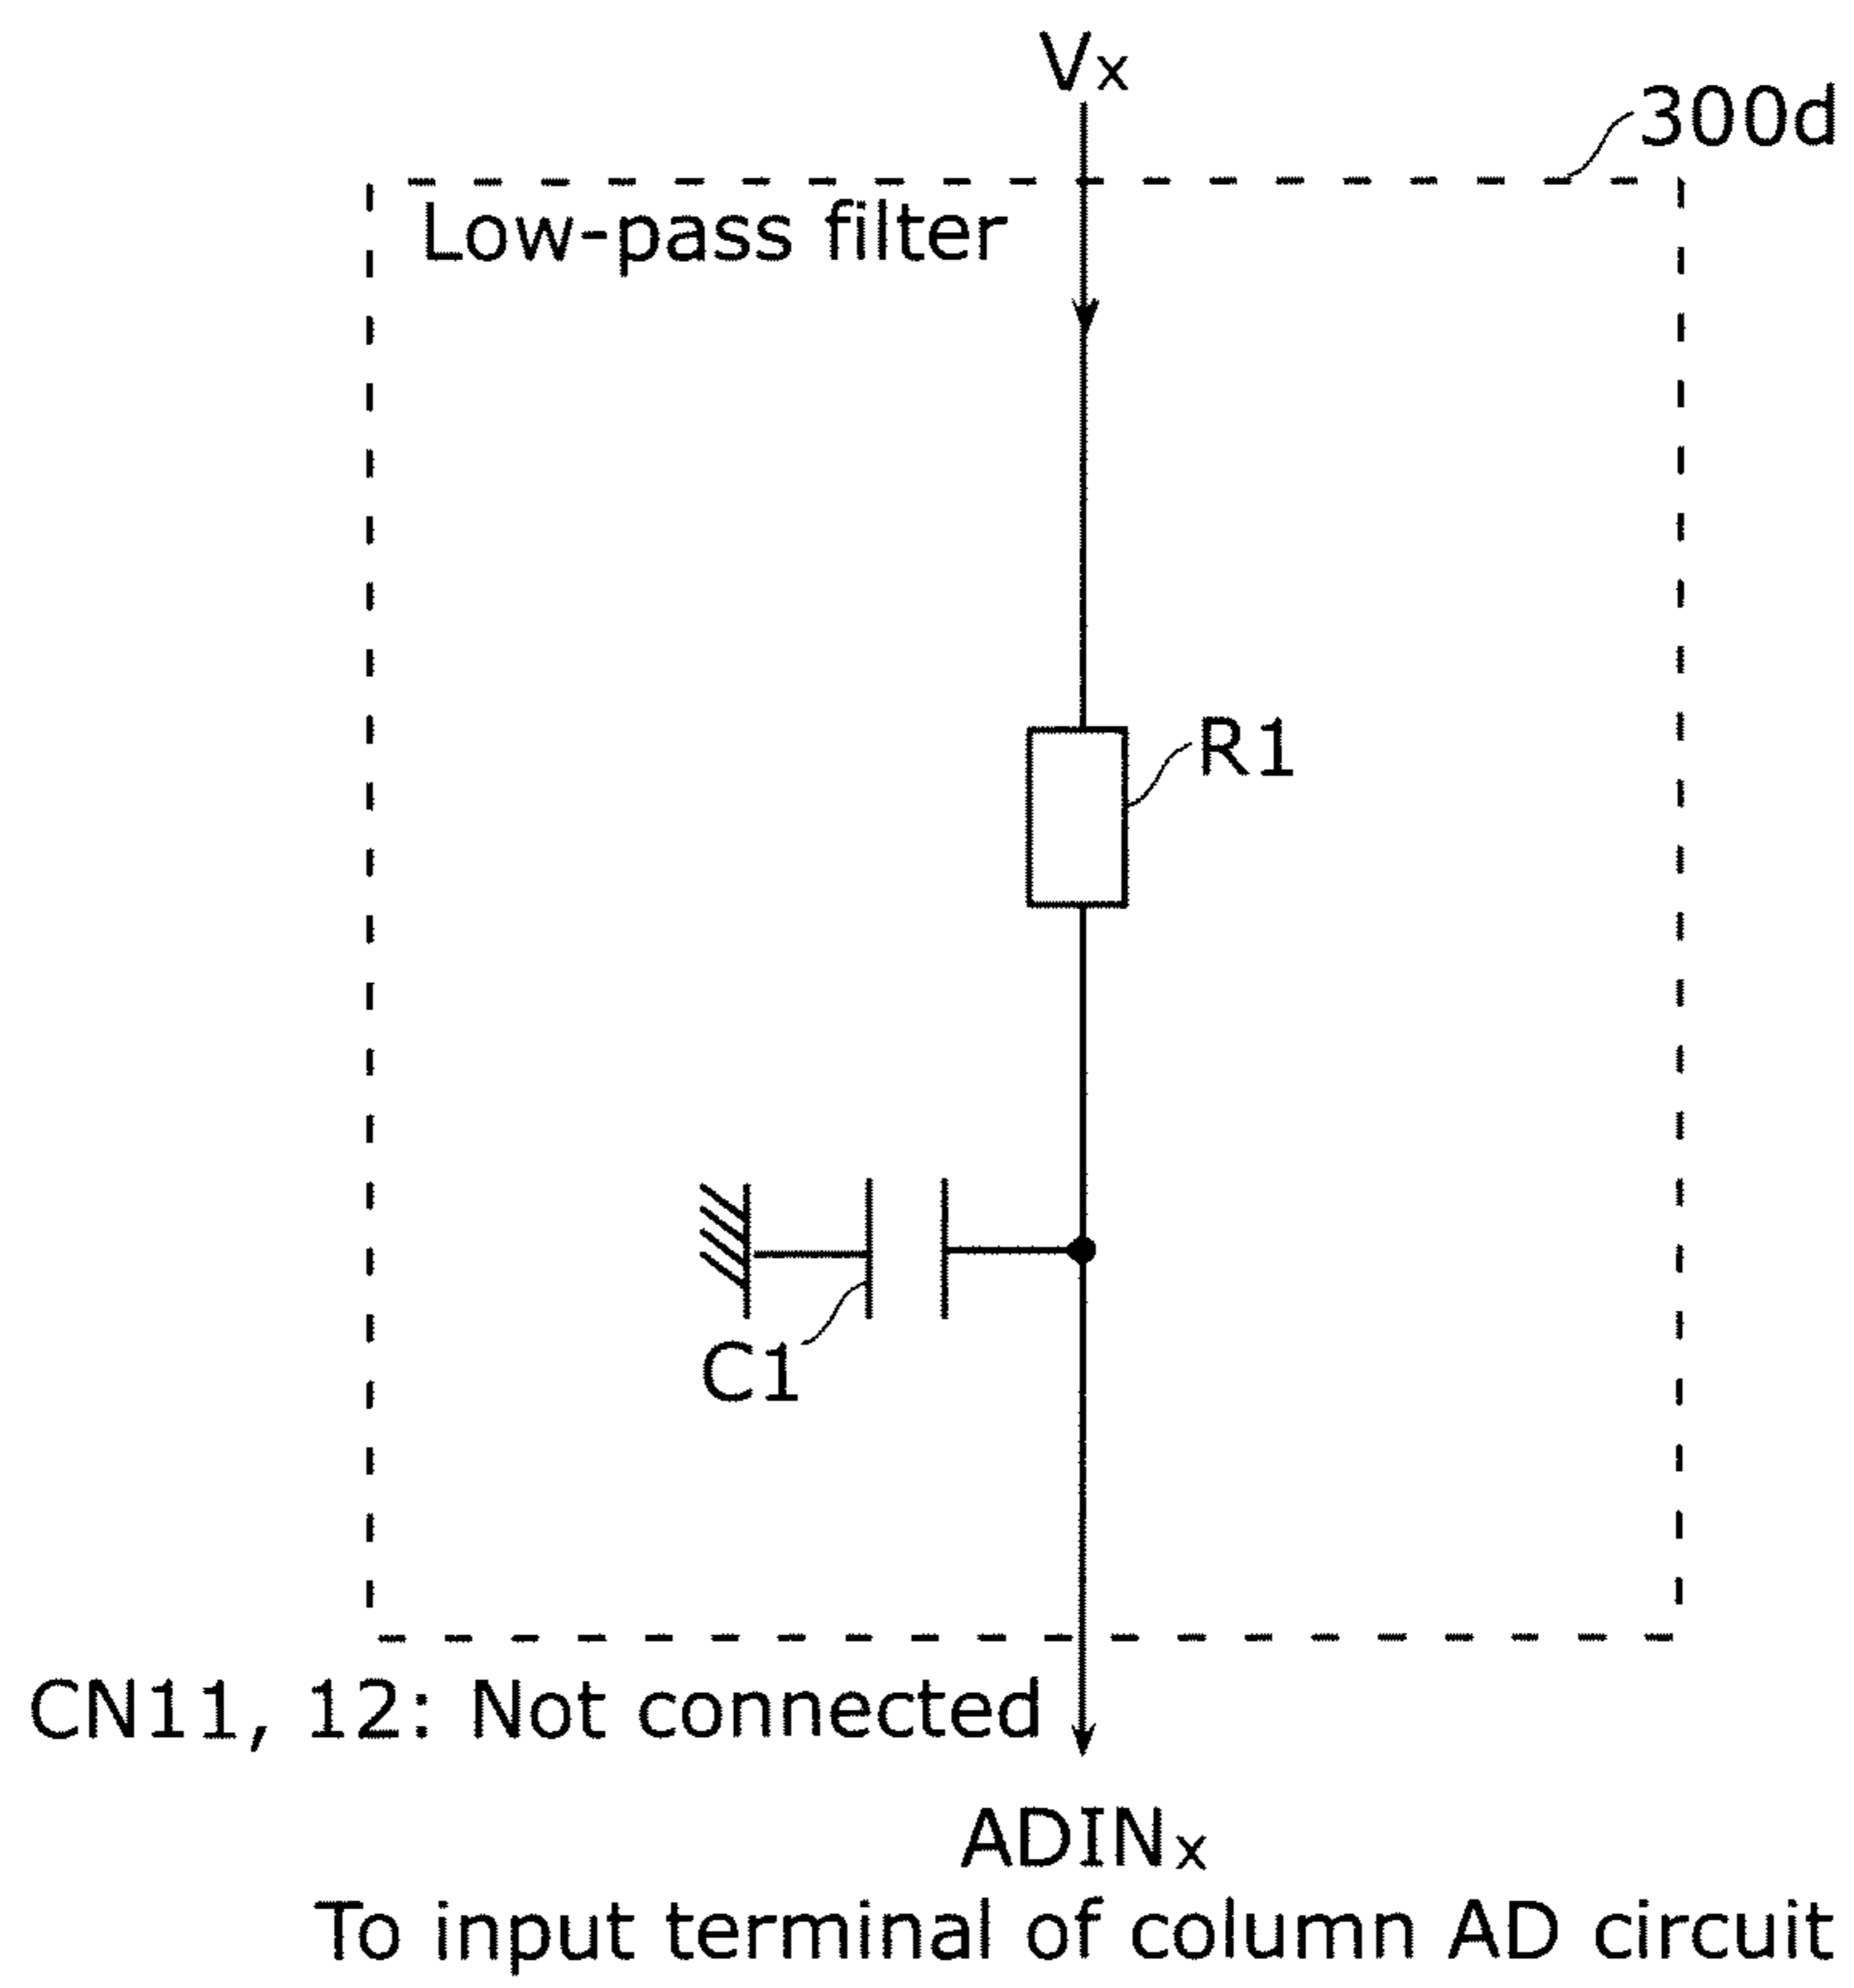 Vx
300d
Low-pass filter
R1
C1
CN11, 12: Not connected
ADINx
To input terminal of column AD circuit